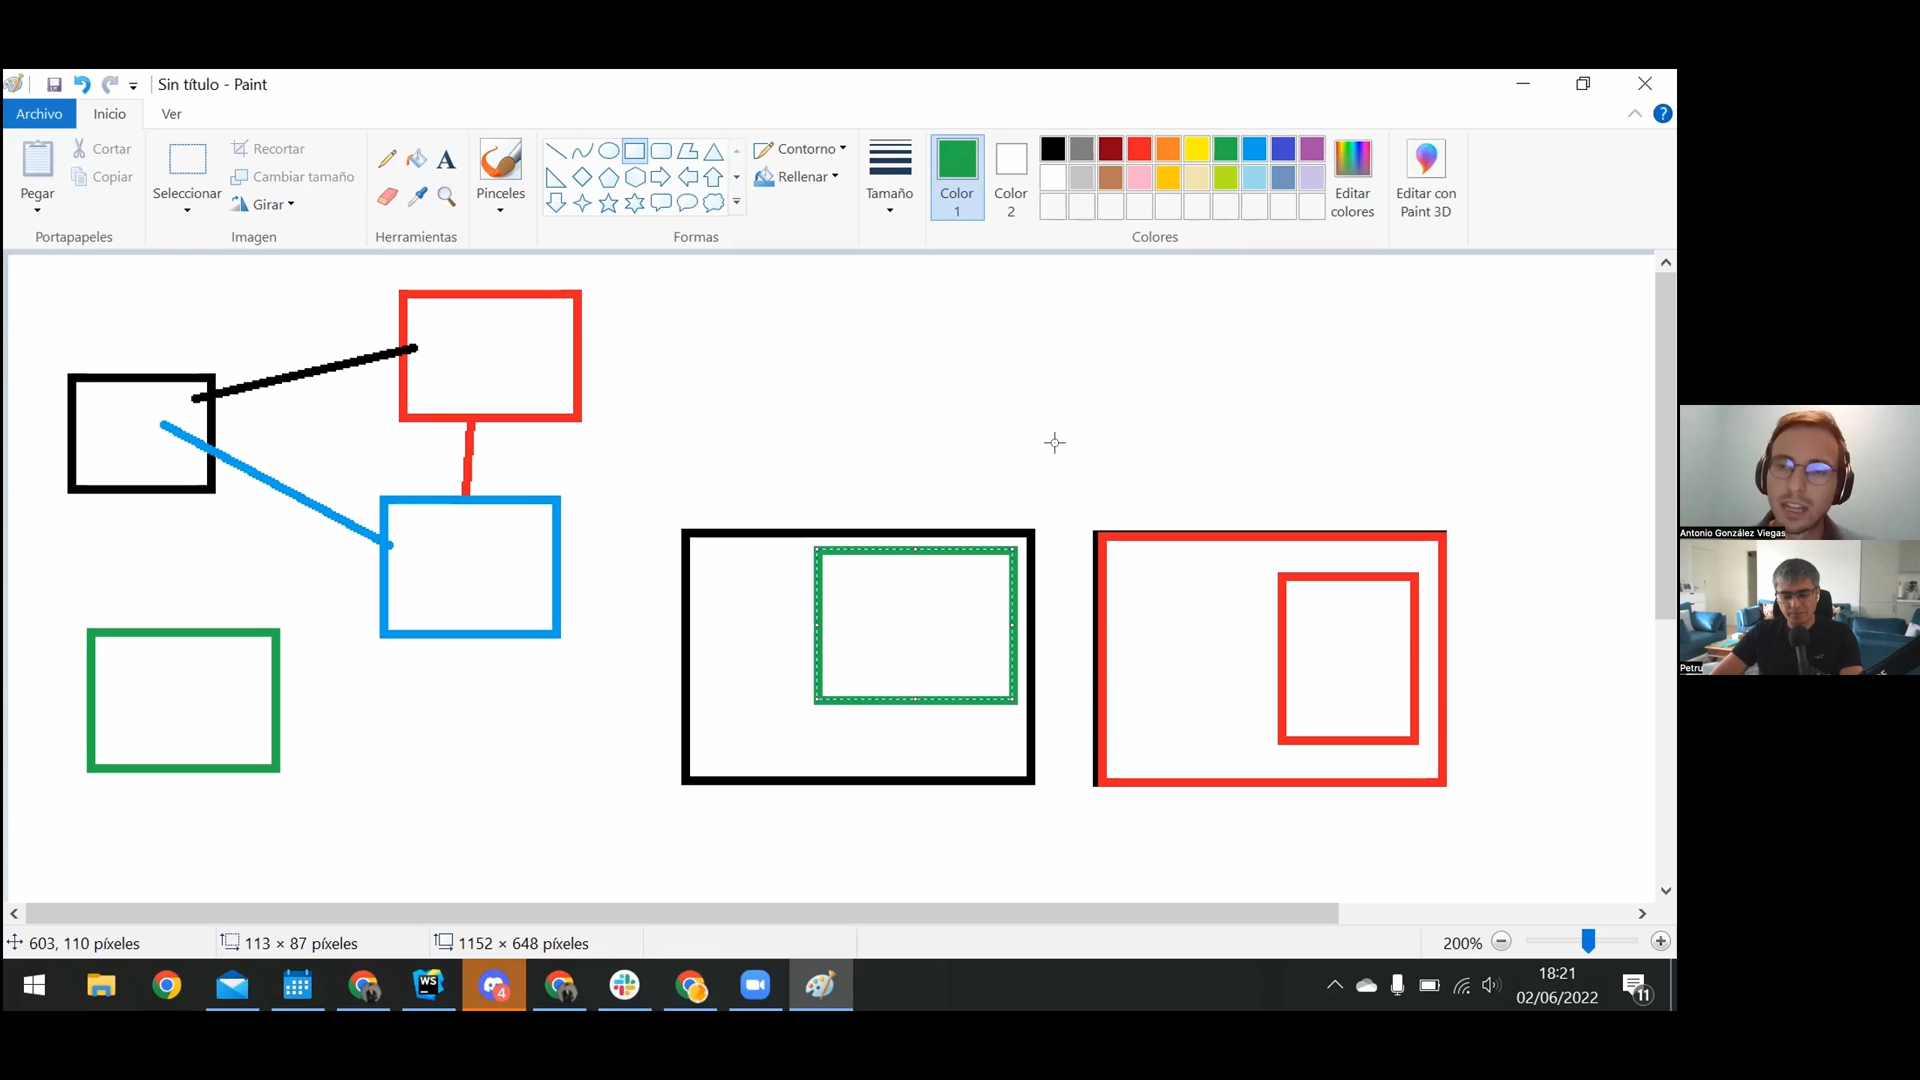 Sin título - Paint
Archivo Inicio Ver
Pegar
Cortar
Copiar
Portapapeles
Seleccionar
Recortar
Cambiar tamaño
Girar
Imagen
A
Herramientas
Pinceles
Contorno
Rellenar
Formas
Tamaño
Color
1
Color
2
Editar
colores
Colores
Editar con
Paint 3D
?
Antonio González Viegas
Petru
603, 110 píxeles 113 × 87 píxeles 1152 × 648 píxeles 200%
WS
4
18:21
02/06/2022
11